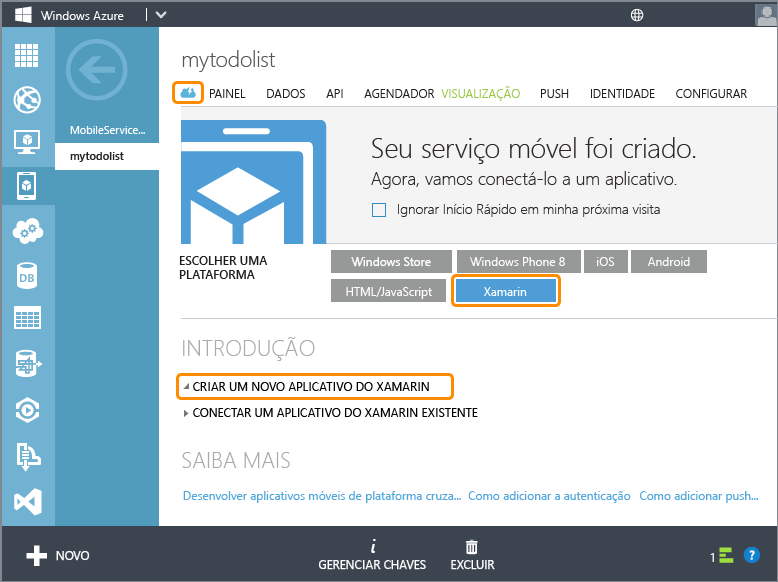 Windows Azure
mytodolist
PAINEL DADOS API AGENDADOR VISUALIZAÇÃO PUSH IDENTIDADE CONFIGURAR
MobileService...
mytodolist
Seu serviço móvel foi criado.
Agora, vamos conectá-lo a um aplicativo.
Ignorar Início Rápido em minha próxima visita
ESCOLHER UMA
PLATAFORMA
Windows Store Windows Phone 8 iOS Android
HTML/JavaScript Xamarin
DB
INTRODUÇÃO
CRIAR UM NOVO APLICATIVO DO XAMARIN
CONECTAR UM APLICATIVO DO XAMARIN EXISTENTE
SAIBA MAIS
Desenvolver aplicativos móveis de plataforma cruza... Como adicionar a autenticação Como adicionar push...
NOVO
GERENCIAR CHAVES
EXCLUIR
1
?